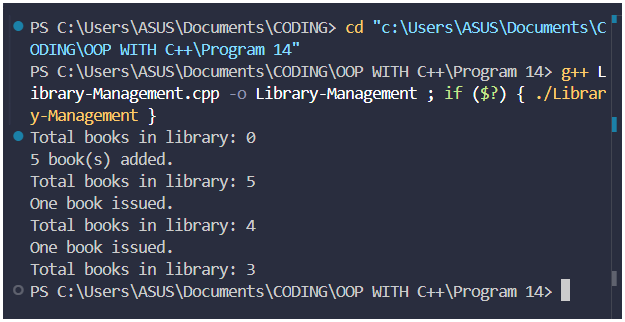 PS C:\Users\ASUS\Documents\CODING> cd "c:\Users\ASUS\Documents\C
ODING\OOP WITH C++\Program 14"
PS C:\Users\ASUS\Documents\CODING\OOP WITH C++\Program 14> g++ L
ibrary-Management.cpp -o Library-Management ; if ($?) { ./Librar
y-Management }
Total books in library: 0
5 book(s) added.
Total books in library: 5
One book issued.
Total books in library: 4
One book issued.
Total books in library: 3
PS C:\Users\ASUS\Documents\CODING\OOP WITH C++\Program 14>